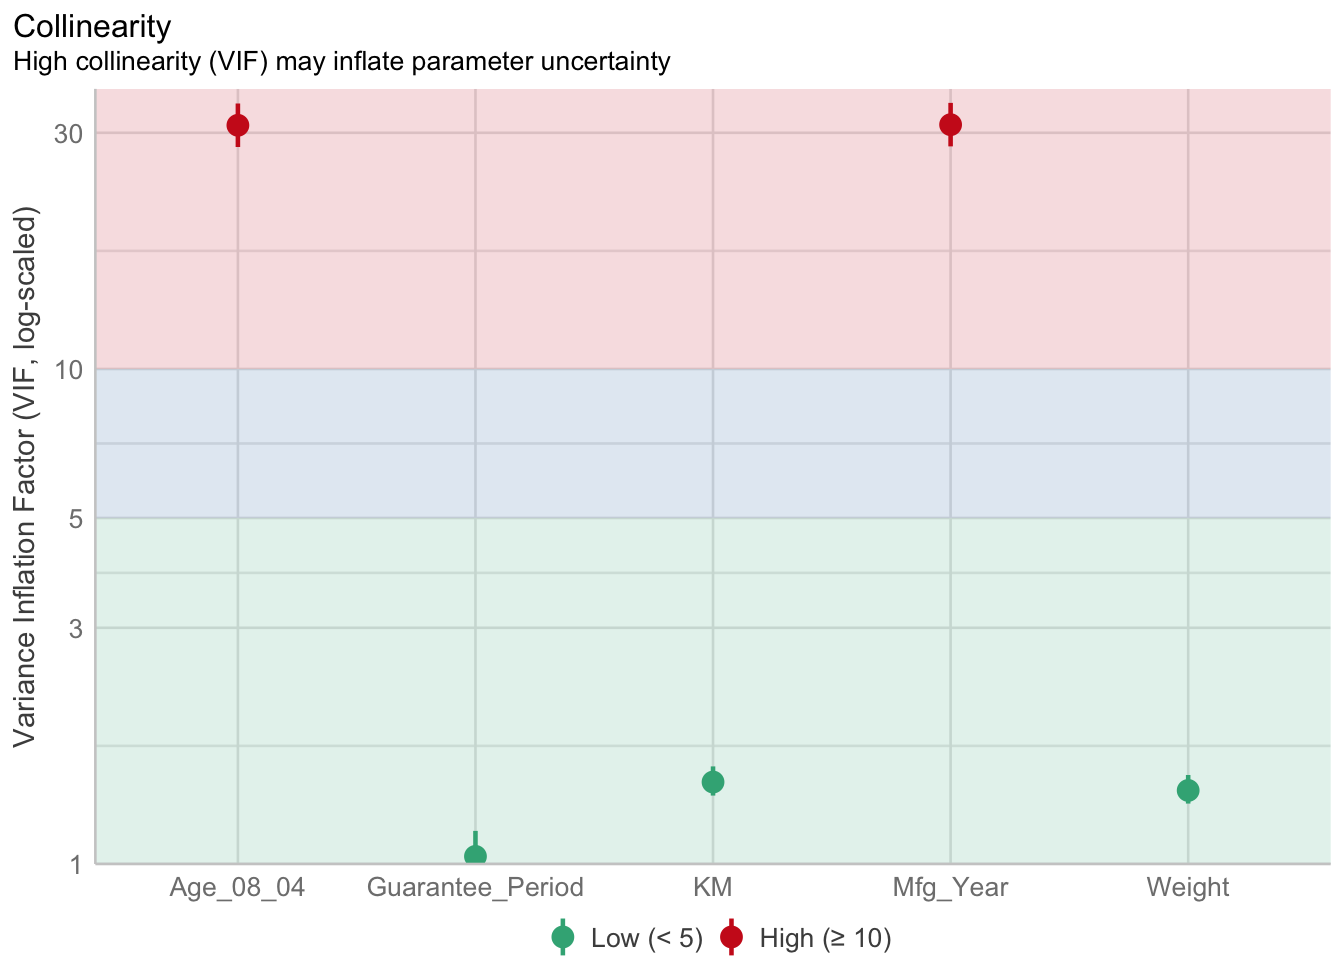 Collinearity
High collinearity (VIF) may inflate parameter uncertainty
Variance Inflation Factor (VIF, log-scaled)
30
10
5
3
1
Age_08_04 Guarantee_Period KM Mfg_Year Weight
Low (< 5) High (≥ 10)